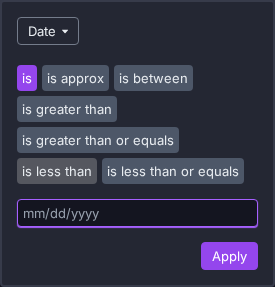 Date
is is approx is between
is greater than
is greater than or equals
is less than is less than or equals
mm/dd/yyyy
Apply